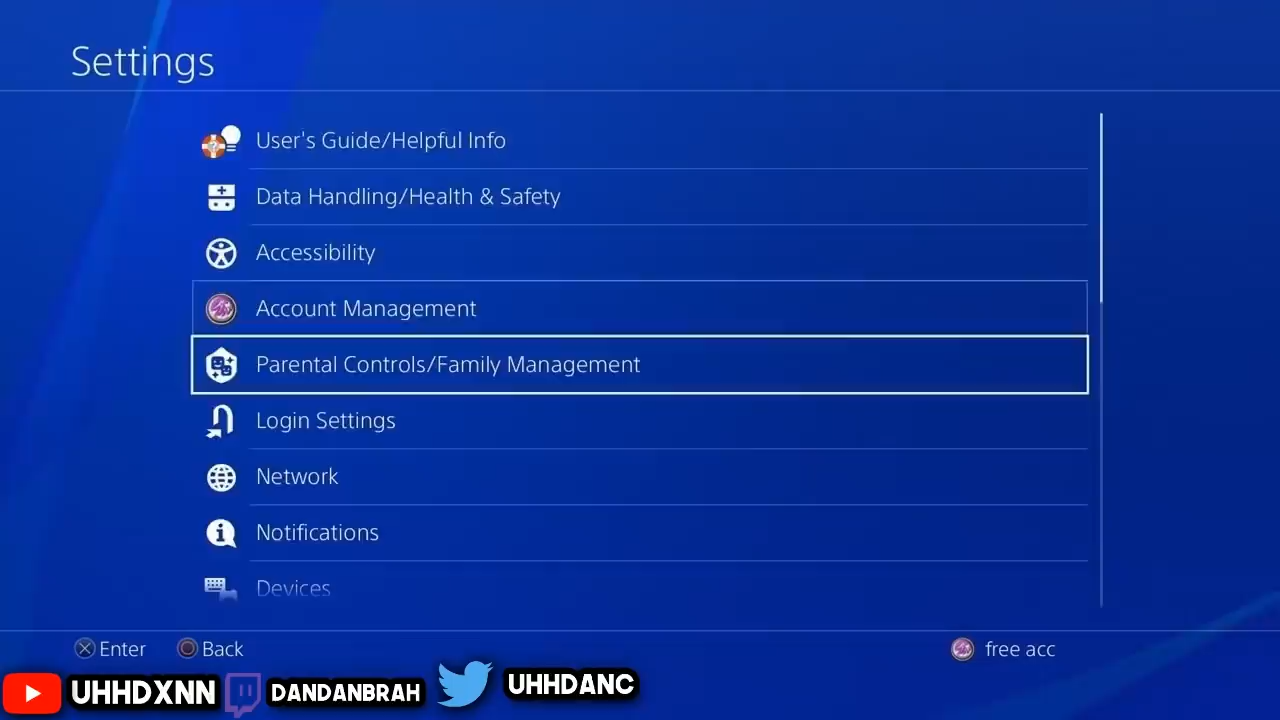 Settings
User's Guide/Helpful Info
Data Handling/Health & Safety
Accessibility
Account Management
Parental Controls/Family Management
Login Settings
Network
Notifications
Devices
Enter Back free acc
UHHDXNN DANDANBRAH UHHDANC